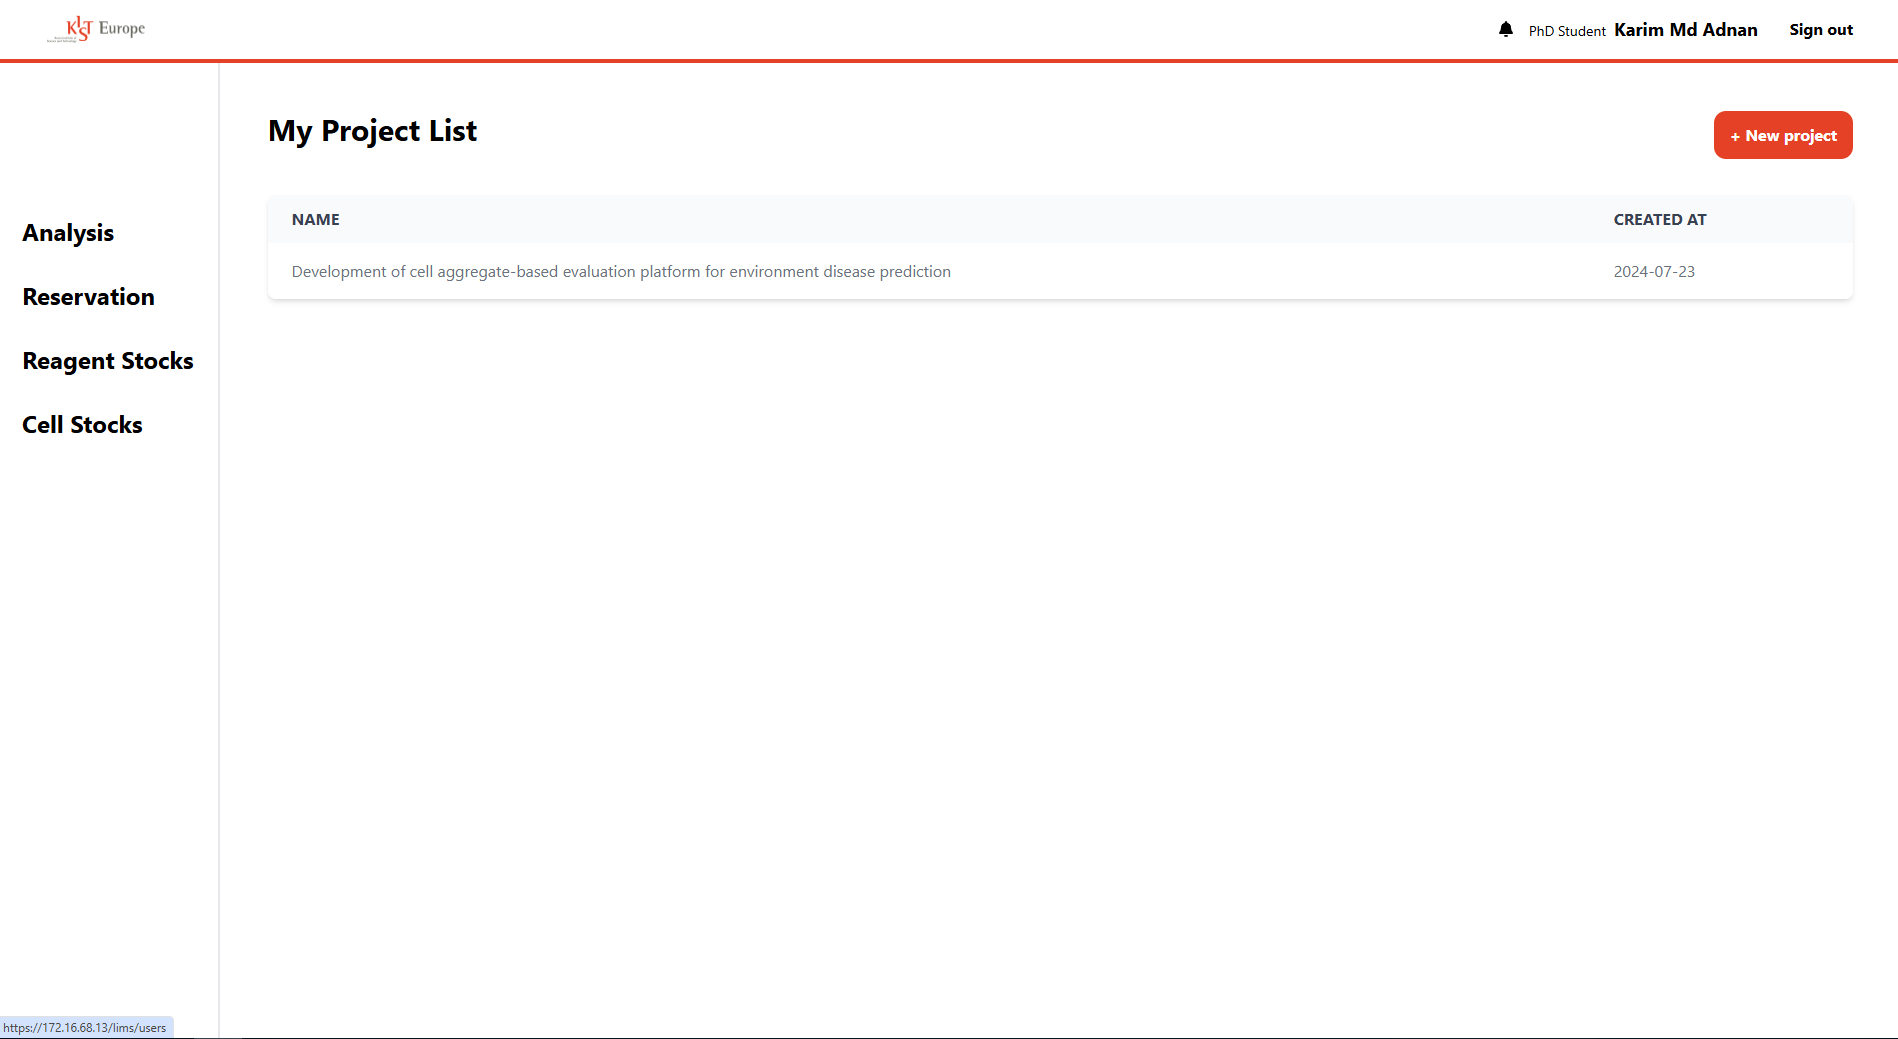 KIST Europe
PhD Student Karim Md Adnan Sign out
My Project List
+ New project
NAME CREATED AT
Development of cell aggregate-based evaluation platform for environment disease prediction 2024-07-23
Analysis
Reservation
Reagent Stocks
Cell Stocks
https://172.16.68.13/lims/users